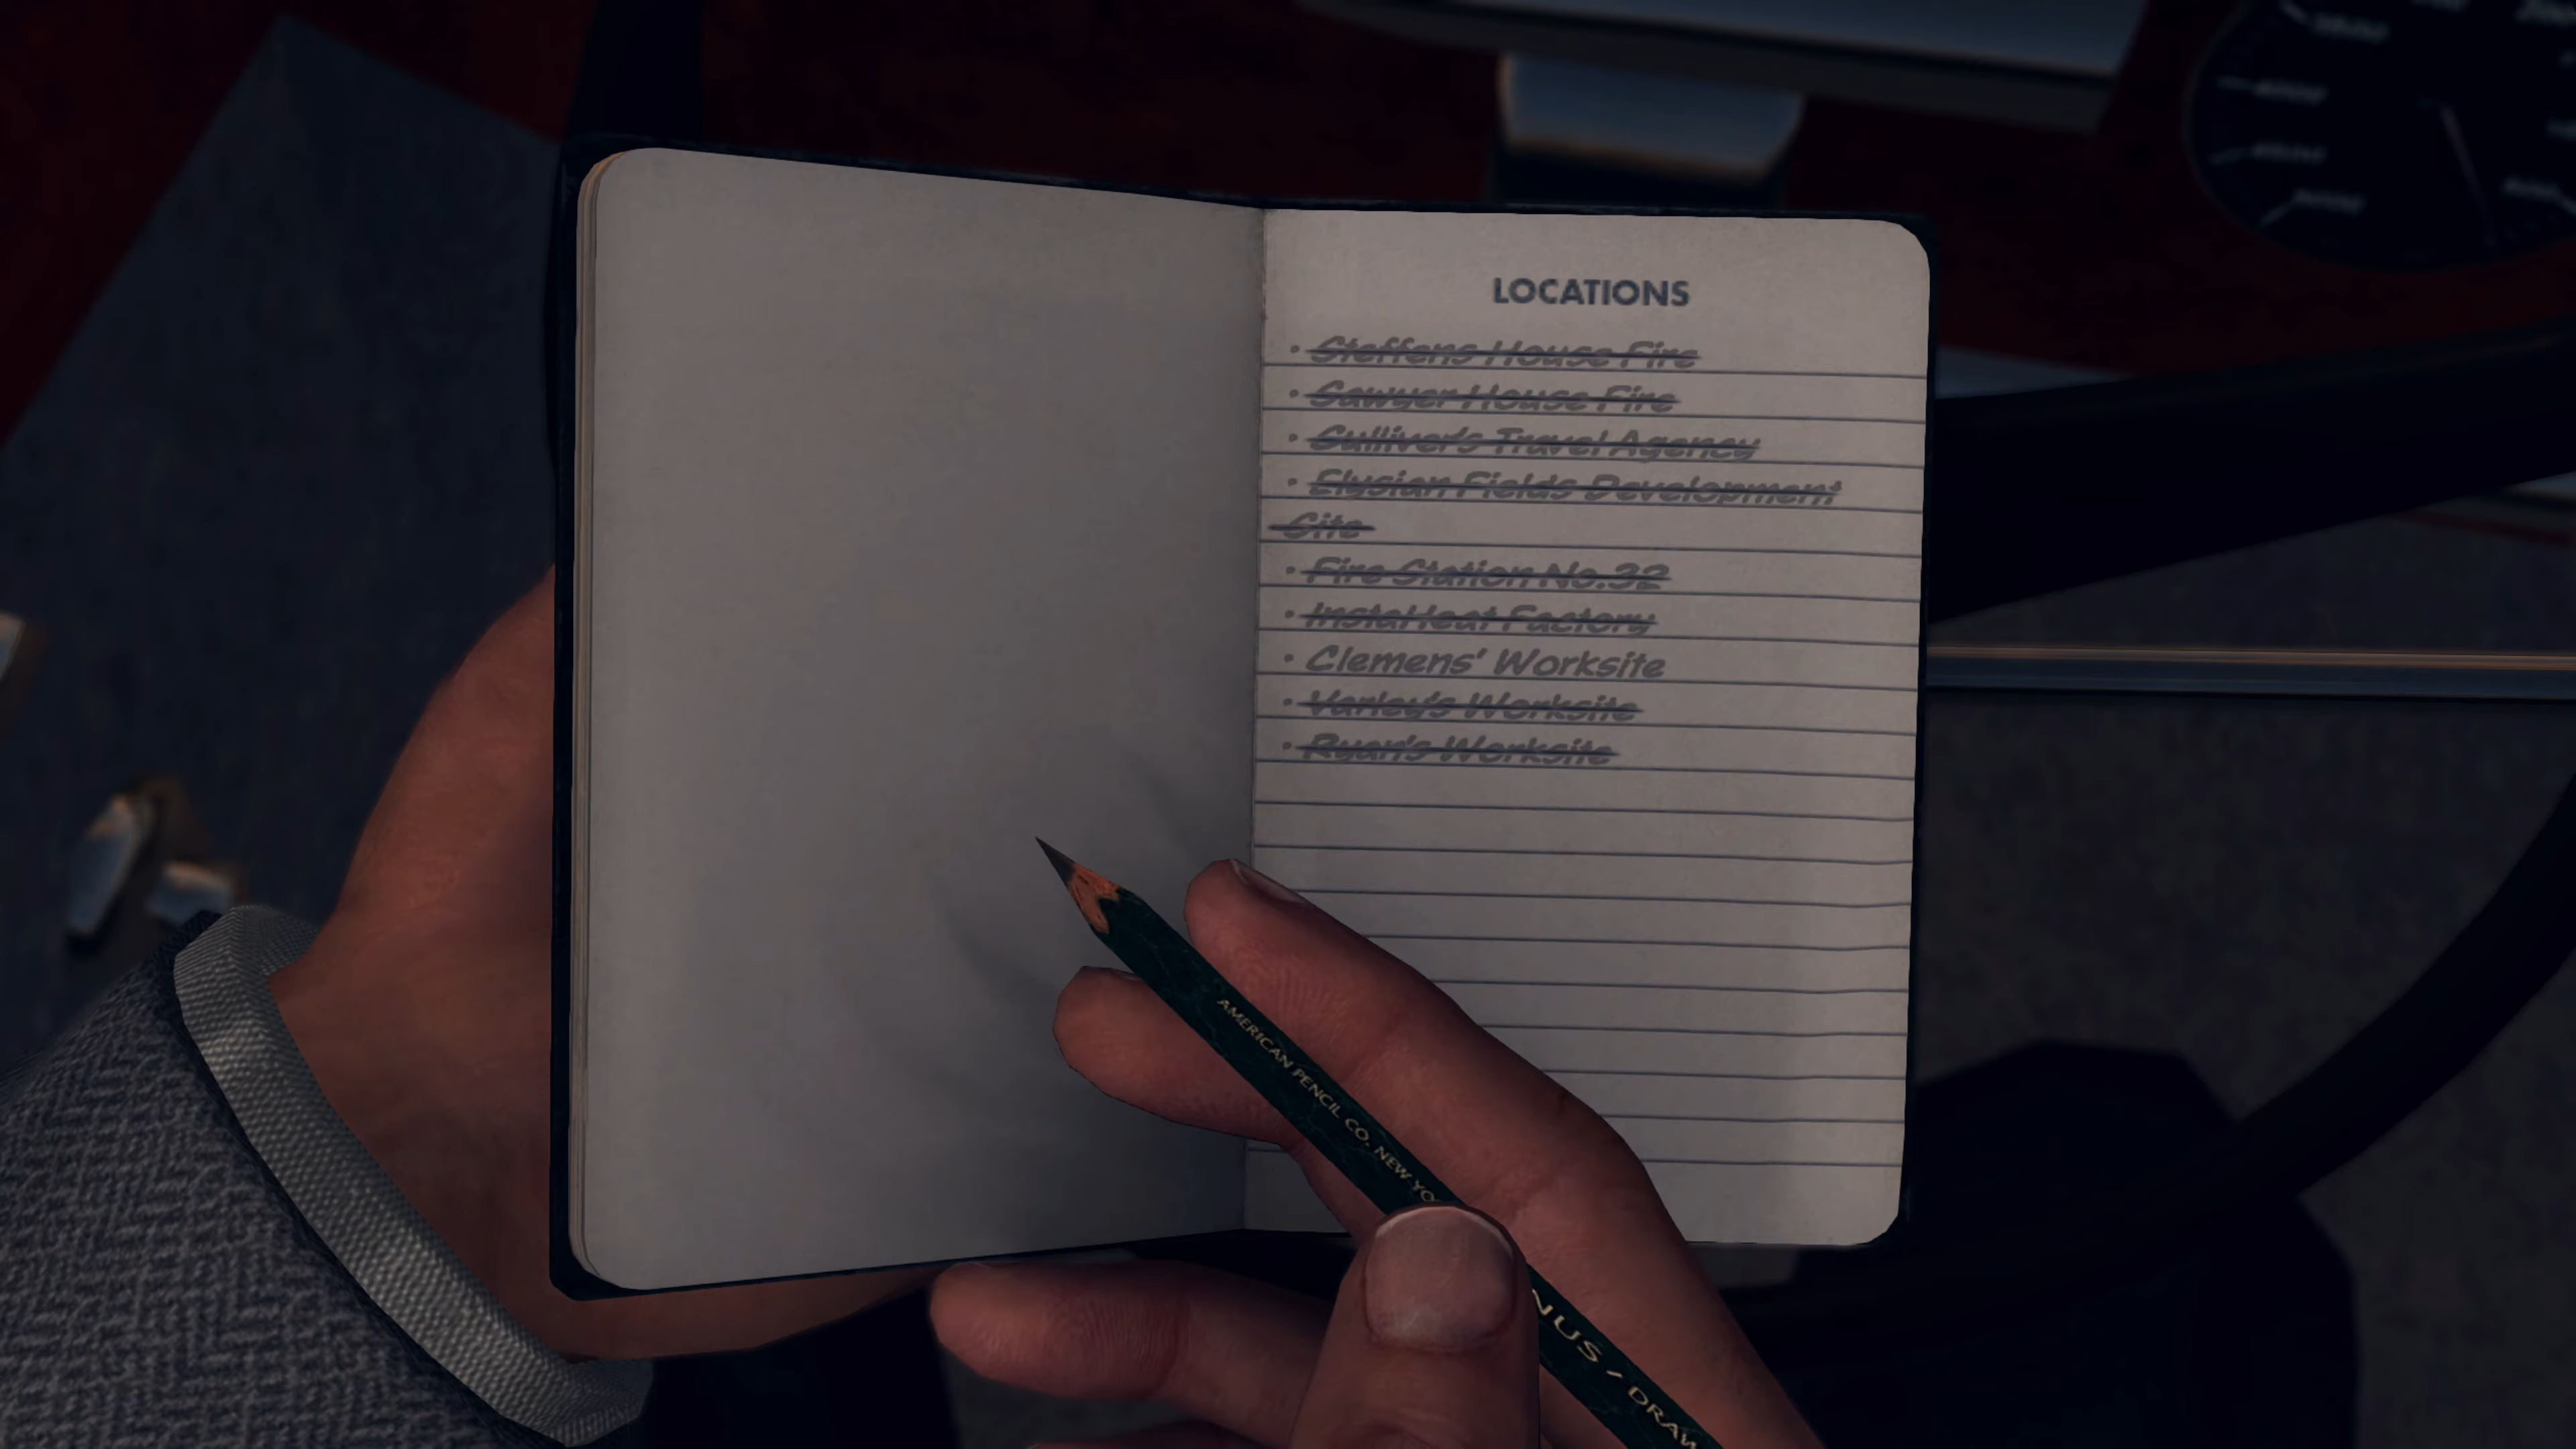 LOCATIONS
· Steffens House Fire
· Sawyer House Fire
· Gulliver's Travel Agency
· Elysian Fields Development
Site
· Fire Station No.32
· InstaHeat Factory
· Clemens' Worksite
· Varley's Worksite
· Ryan's Worksite
AMERICAN PENCIL CO. NEW YO
NUS / DRAW